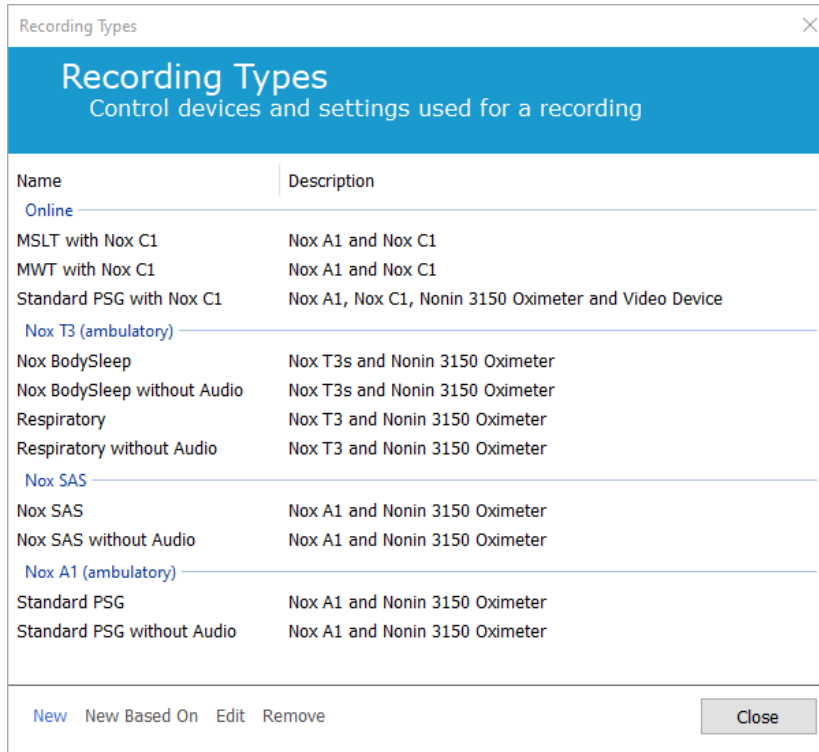 Recording Types
Recording Types
Control devices and settings used for a recording
Name Description
Online
MSLT with Nox C1 Nox A1 and Nox C1
MWT with Nox C1 Nox A1 and Nox C1
Standard PSG with Nox C1 Nox A1, Nox C1, Nonin 3150 Oximeter and Video Device
Nox T3 (ambulatory)
Nox BodySleep Nox T3s and Nonin 3150 Oximeter
Nox BodySleep without Audio Nox T3s and Nonin 3150 Oximeter
Respiratory Nox T3 and Nonin 3150 Oximeter
Respiratory without Audio Nox T3 and Nonin 3150 Oximeter
Nox SAS
Nox SAS Nox A1 and Nonin 3150 Oximeter
Nox SAS without Audio Nox A1 and Nonin 3150 Oximeter
Nox A1 (ambulatory)
Standard PSG Nox A1 and Nonin 3150 Oximeter
Standard PSG without Audio Nox A1 and Nonin 3150 Oximeter
New New Based On Edit Remove Close